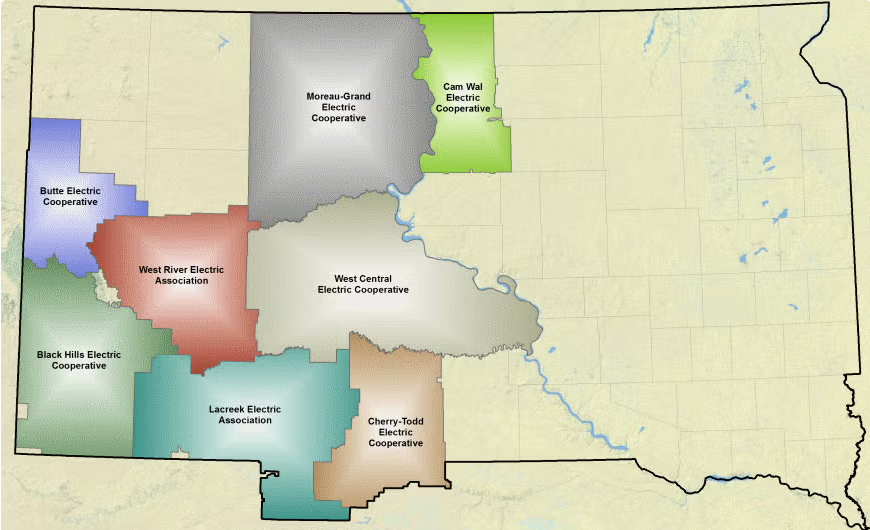 Moreau-Grand
Electric
Cooperative
Cam Wal
Electric
Cooperative
Butte Electric
Cooperative
West River Electric
Association
West Central
Electric Cooperative
Black Hills Electric
Cooperative
Lacreek Electric
Association
Cherry-Todd
Electric
Cooperative